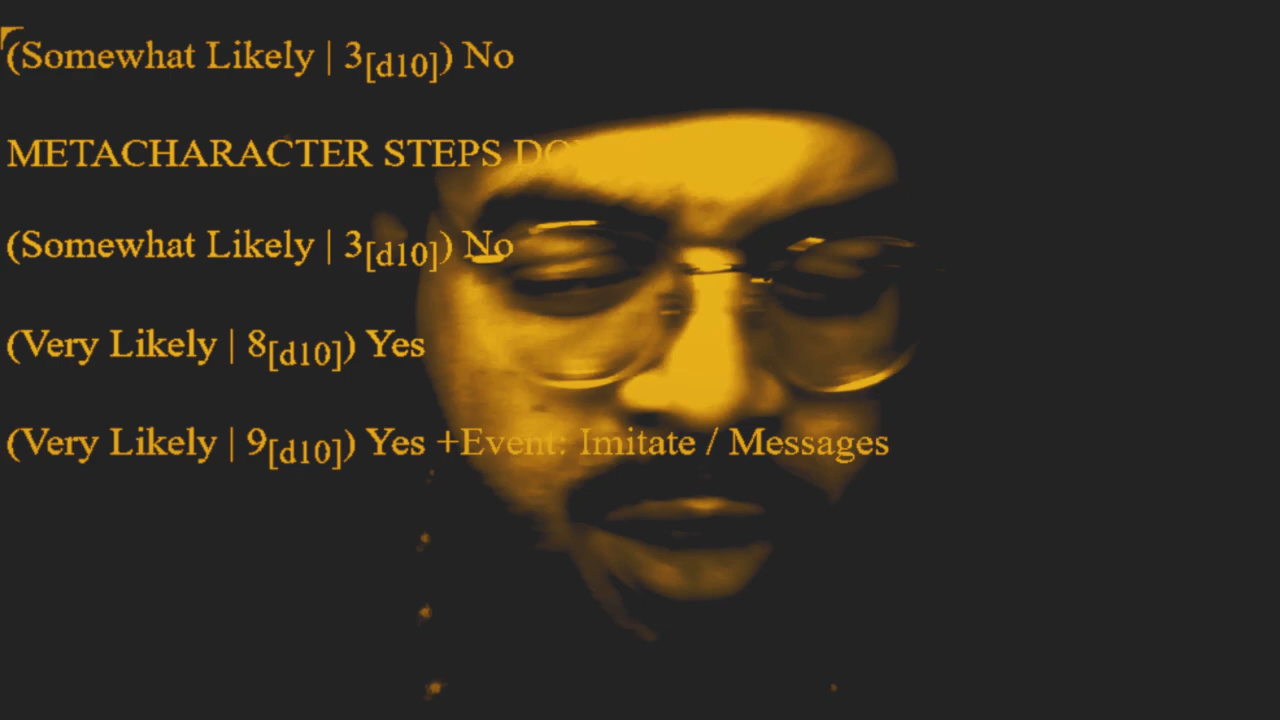 (Somewhat Likely | 3[d10]) No
METACHARACTER STEPS
(Somewhat Likely | 3[d10]) No
(Very Likely | 8[d10]) Yes
(Very Likely | 9[d10]) Yes +Event: Imitate / Messages